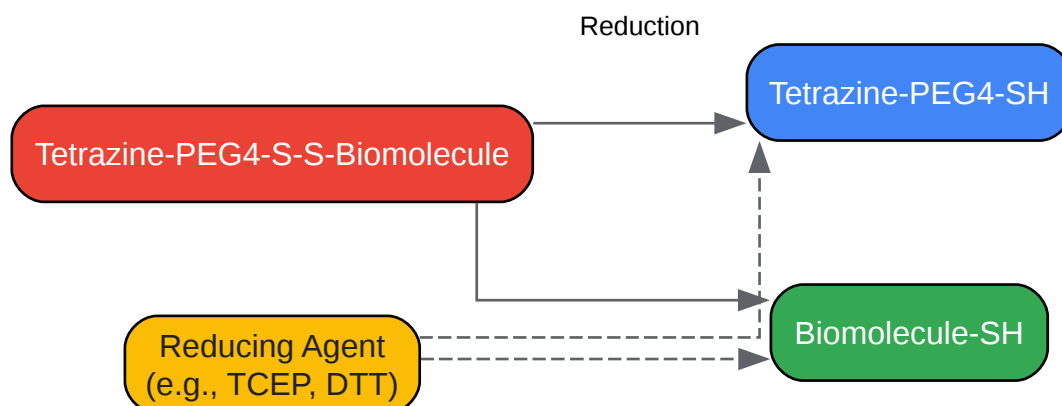 Reduction
Tetrazine-PEG4-SH
Tetrazine-PEG4-S-S-Biomolecule
Biomolecule-SH
Reducing Agent
(e.g., TCEP, DTT)